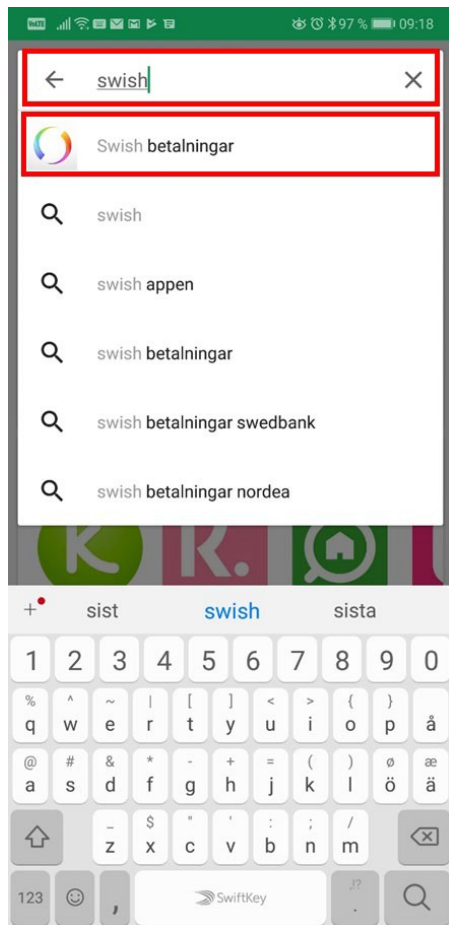 VoLTE 97 % 09:18
swish
Swish betalningar
swish
swish appen
swish betalningar
swish betalningar swedbank
swish betalningar nordea
K R.
+ sist swish sista
1 2 3 4 5 6 7 8 9 0
% ^ ~ | [ ] < > { }
q w e r t y u i o p å
@ # & * - + = ( ) ø æ
a s d f g h j k l ö ä
_ $ " ' : ; /
z x c v b n m
123 , SwiftKey ,!? .